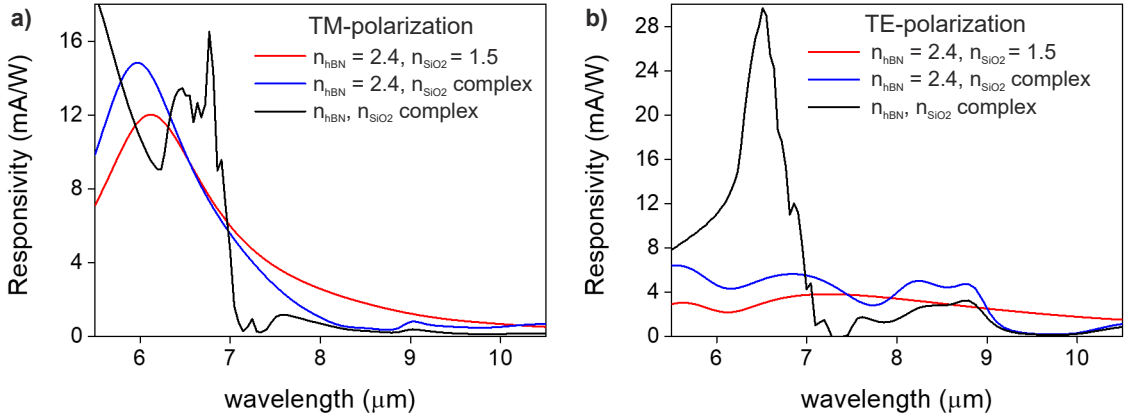 a)
TM-polarization
n_hBN = 2.4, n_SiO2 = 1.5
n_hBN = 2.4, n_SiO2 complex
n_hBN, n_SiO2 complex
Responsivity (mA/W)
16
12
8
4
0
6 7 8 9 10
wavelength (μm)
b)
TE-polarization
n_hBN = 2.4, n_SiO2 = 1.5
n_hBN = 2.4, n_SiO2 complex
n_hBN, n_SiO2 complex
Responsivity (mA/W)
28
24
20
16
12
8
4
0
6 7 8 9 10
wavelength (μm)